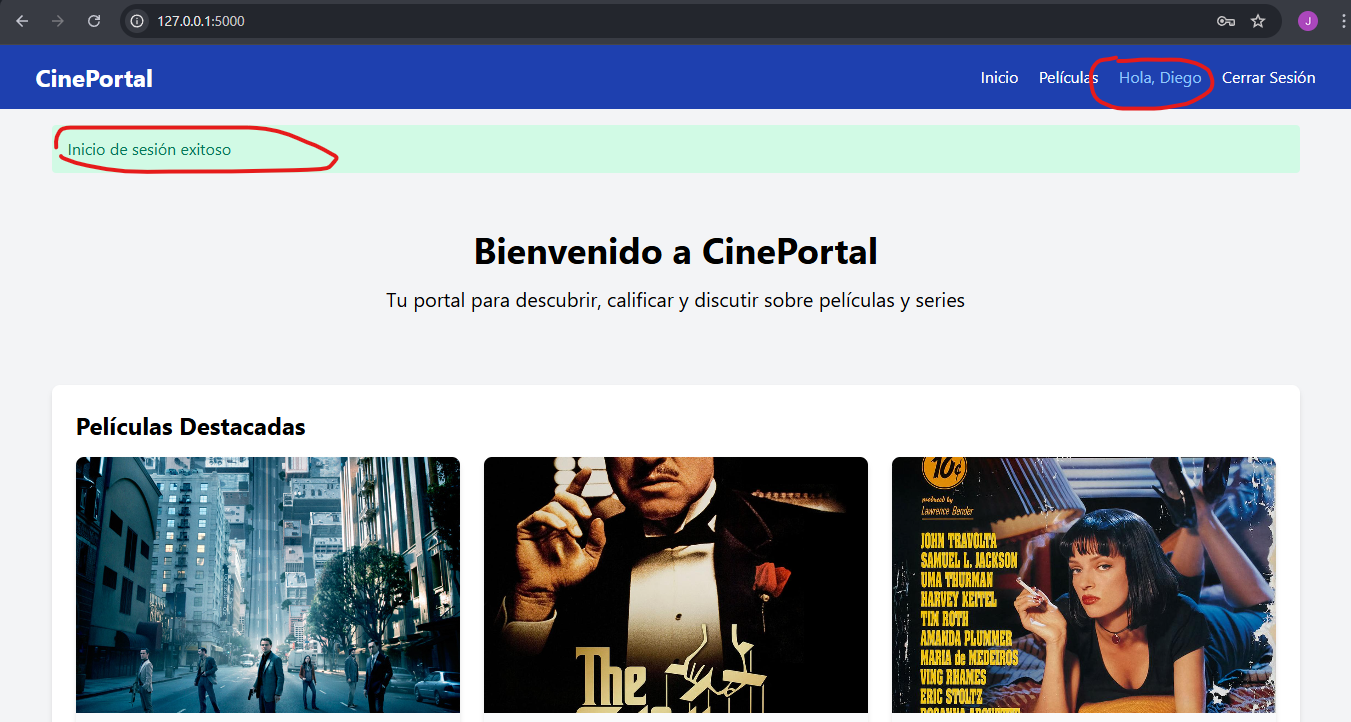 127.0.0.1:5000
J
CinePortal
Inicio Películas Hola, Diego Cerrar Sesión
Inicio de sesión exitoso
Bienvenido a CinePortal
Tu portal para descubrir, calificar y discutir sobre películas y series
Películas Destacadas
The
10¢
produced by
Lawrence Bender
JOHN TRAVOLTA
SAMUEL L. JACKSON
UMA THURMAN
HARVEY KEITEL
TIM ROTH
AMANDA PLUMMER
MARIA de MEDEIROS
VING RHAMES
ERIC STOLTZ
ROSANNA ARQUETTE